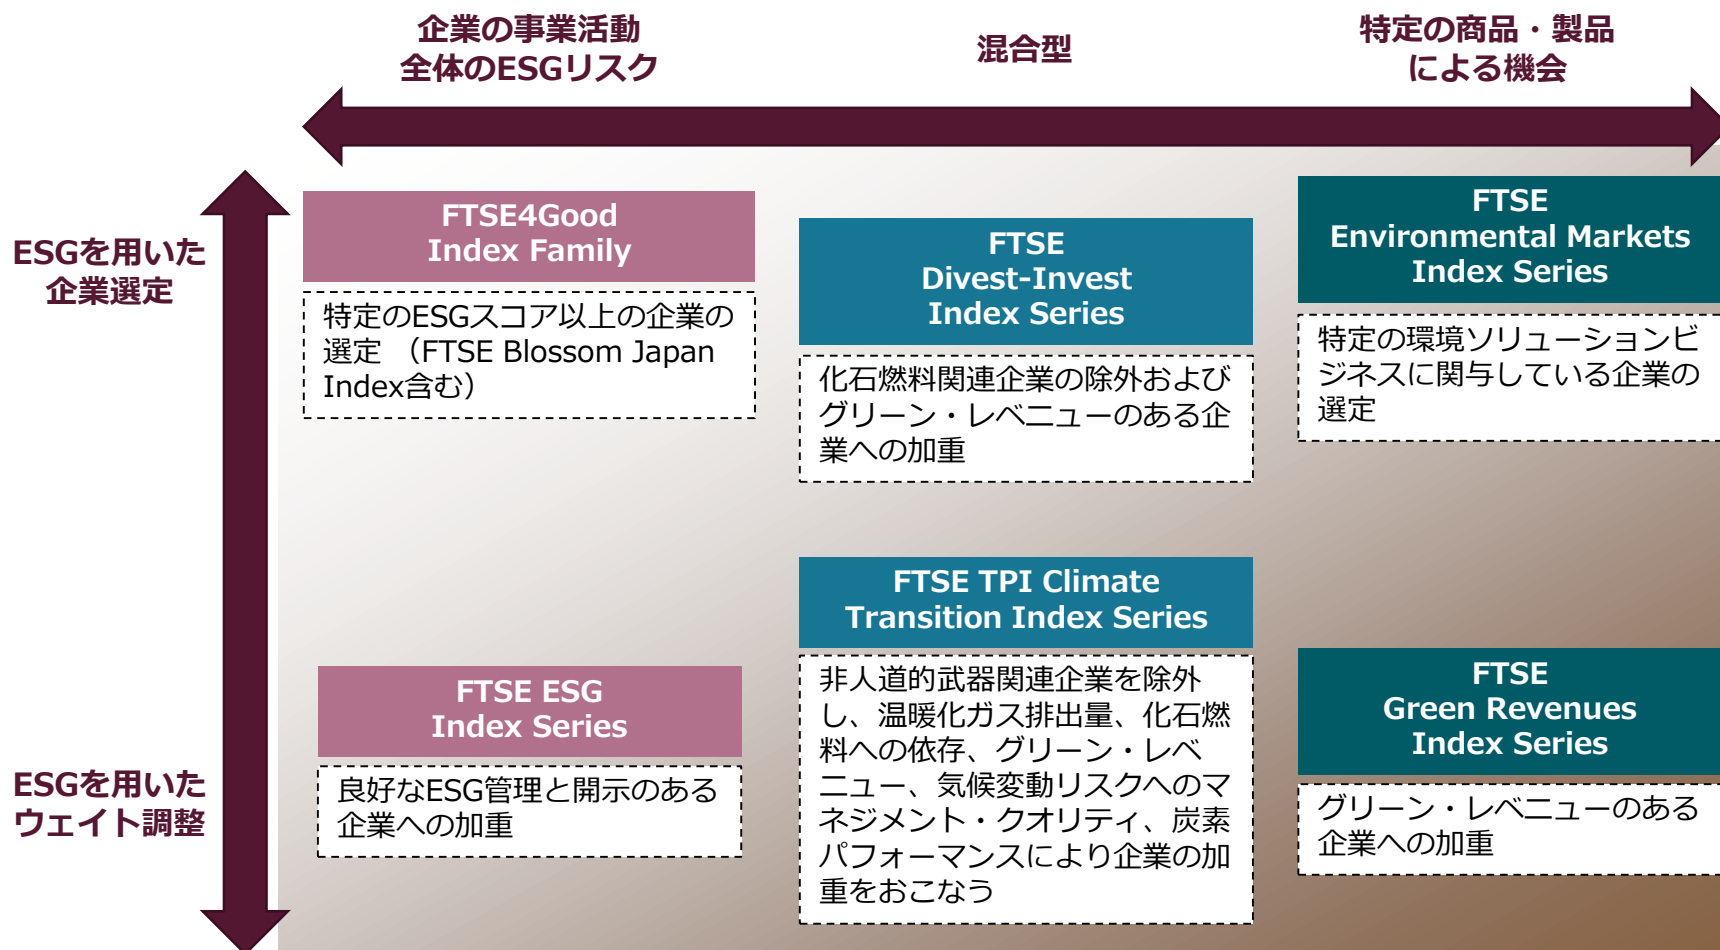 企業の事業活動
全体のESGリスク
混合型
特定の商品・製品
による機会
ESGを用いた
企業選定
FTSE4Good
Index Family
特定のESGスコア以上の企業の
選定 （FTSE Blossom Japan
Index含む）
FTSE
Divest-Invest
Index Series
化石燃料関連企業の除外および
グリーン・レベニューのある企
業への加重
FTSE
Environmental Markets
Index Series
特定の環境ソリューションビ
ジネスに関与している企業の
選定
ESGを用いた
ウェイト調整
FTSE ESG
Index Series
良好なESG管理と開示のある
企業への加重
FTSE TPI Climate
Transition Index Series
非人道的武器関連企業を除外
し、温暖化ガス排出量、化石燃
料への依存、グリーン・レベ
ニュー、気候変動リスクへのマ
ネジメント・クオリティ、炭素
パフォーマンスにより企業の加
重をおこなう
FTSE
Green Revenues
Index Series
グリーン・レベニューのある
企業への加重